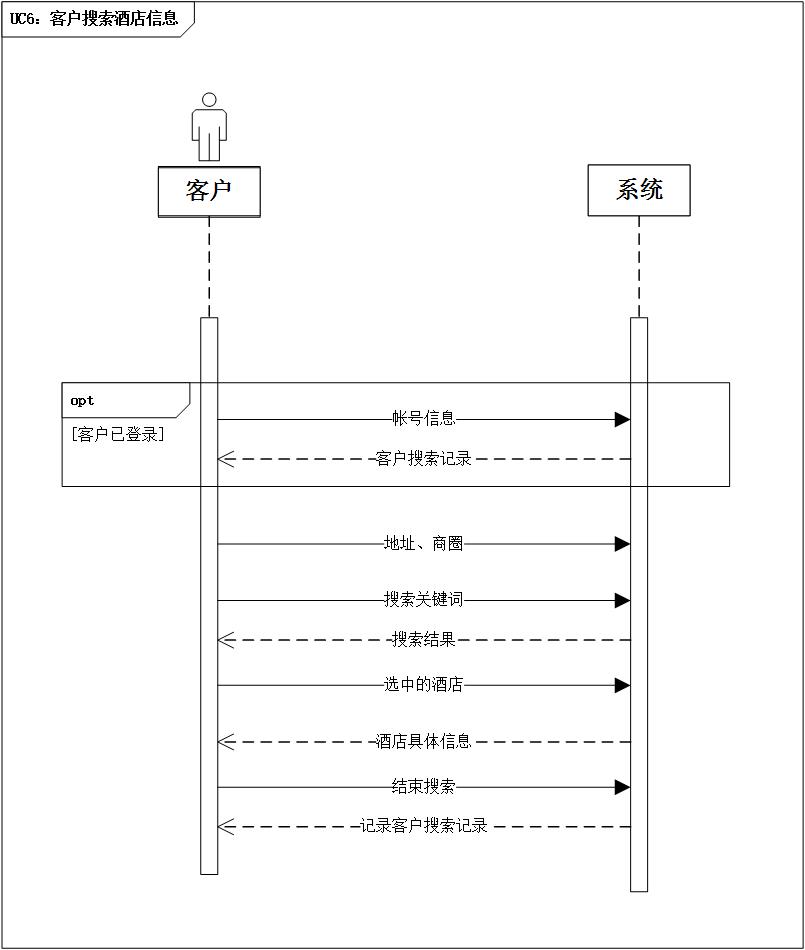 UC6：客户搜索酒店信息
客户
系统
opt
[客户已登录]
帐号信息
客户搜索记录
地址、商圈
搜索关键词
搜索结果
选中的酒店
酒店具体信息
结束搜索
记录客户搜索记录